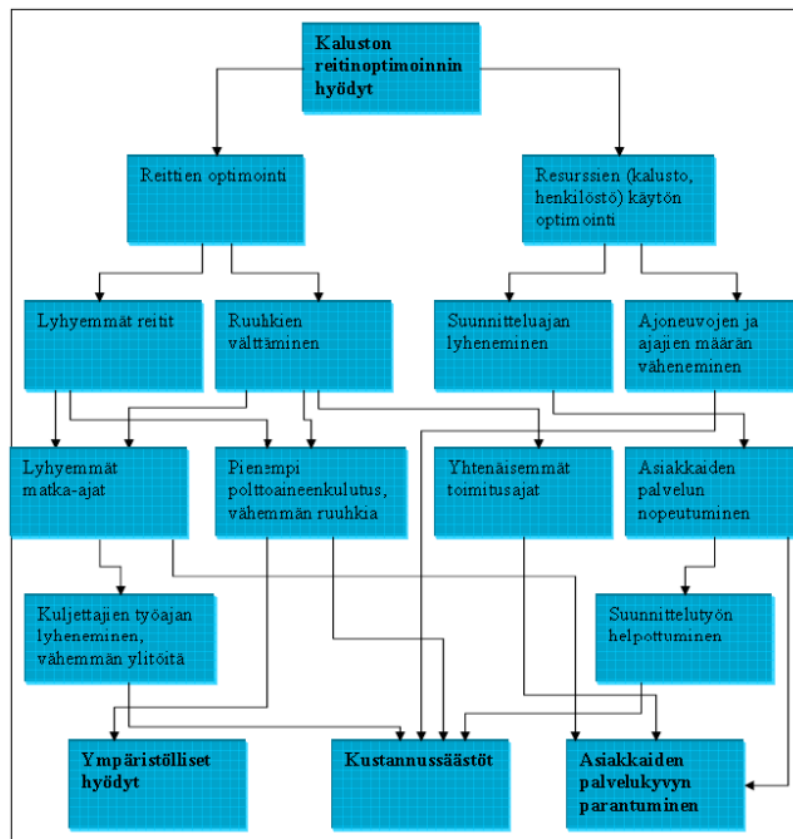 Kaluston
reitinoptimoinnin
hyödyt
Reittien optimointi
Resurssien (kalusto,
henkilöstö) käytön
optimointi
Lyhyemmät reitit
Ruuhkien
välttäminen
Suunnitteluajan
lyheneminen
Ajoneuvojen ja
ajajien määrän
väheneminen
Lyhyemmät
matka-ajat
Pienempi
polttoaineenkulutus,
vähemmän ruuhkia
Yhtenäisemmät
toimitusajat
Asiakkaiden
palvelun
nopeutuminen
Kuljettajien työajan
lyheneminen,
vähemmän ylitöitä
Suunnittelutyön
helpottuminen
Ympäristölliset
hyödyt
Kustannussäästöt
Asiakkaiden
palvelukyvyn
parantuminen